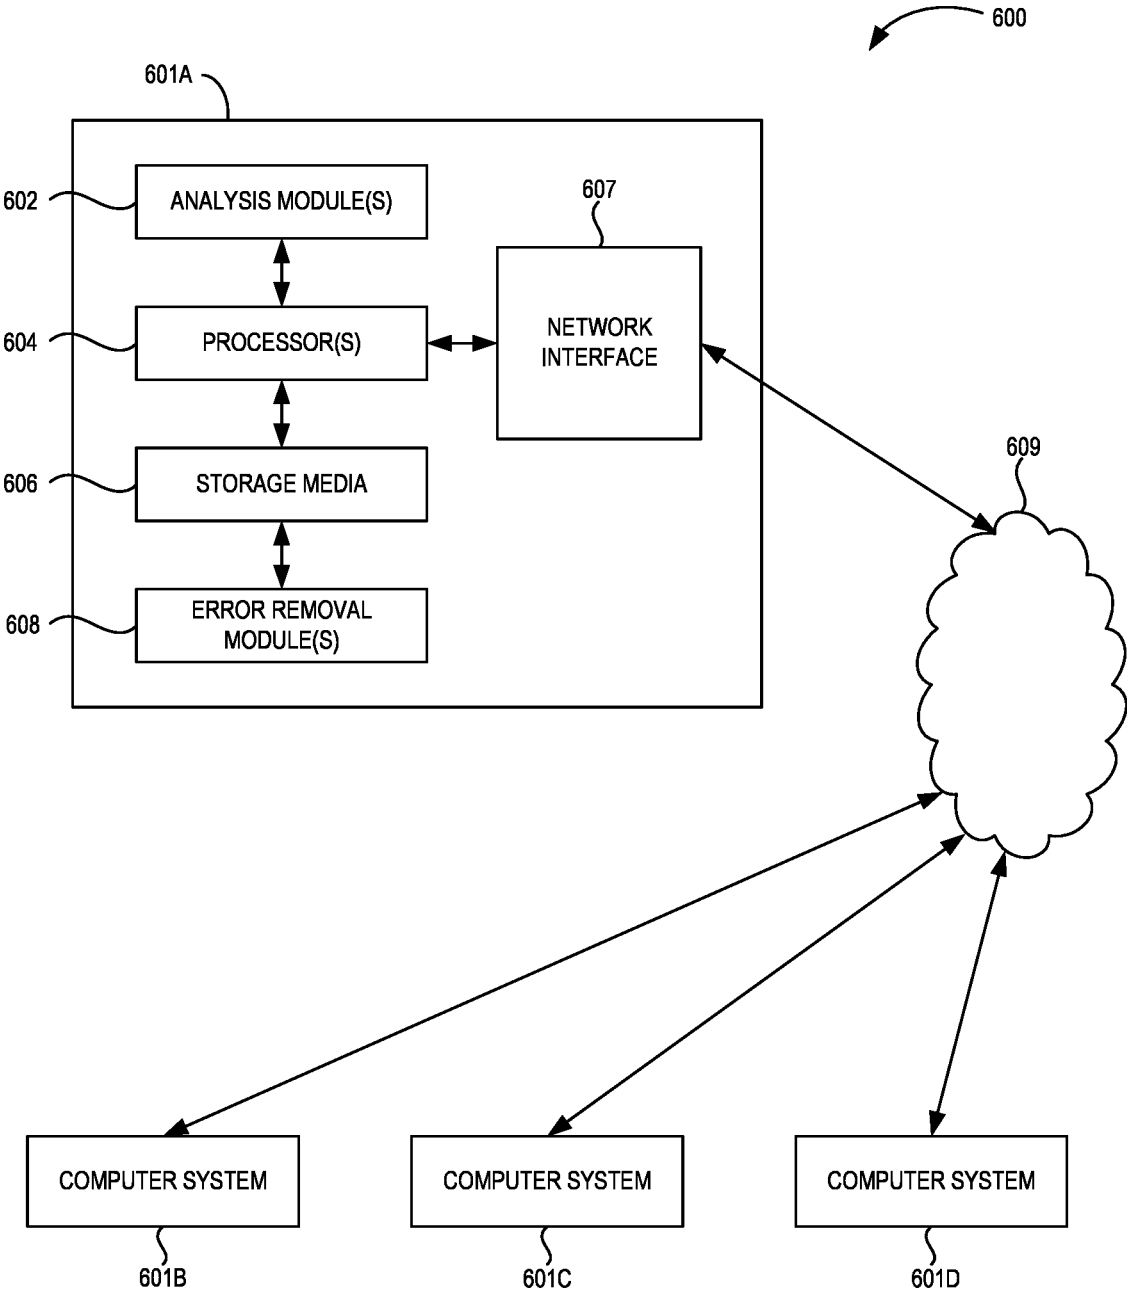 600
601A
602
ANALYSIS MODULE(S)
607
604
PROCESSOR(S)
NETWORK
INTERFACE
606
STORAGE MEDIA
609
608
ERROR REMOVAL
MODULE(S)
COMPUTER SYSTEM
COMPUTER SYSTEM
COMPUTER SYSTEM
601B
601C
601D